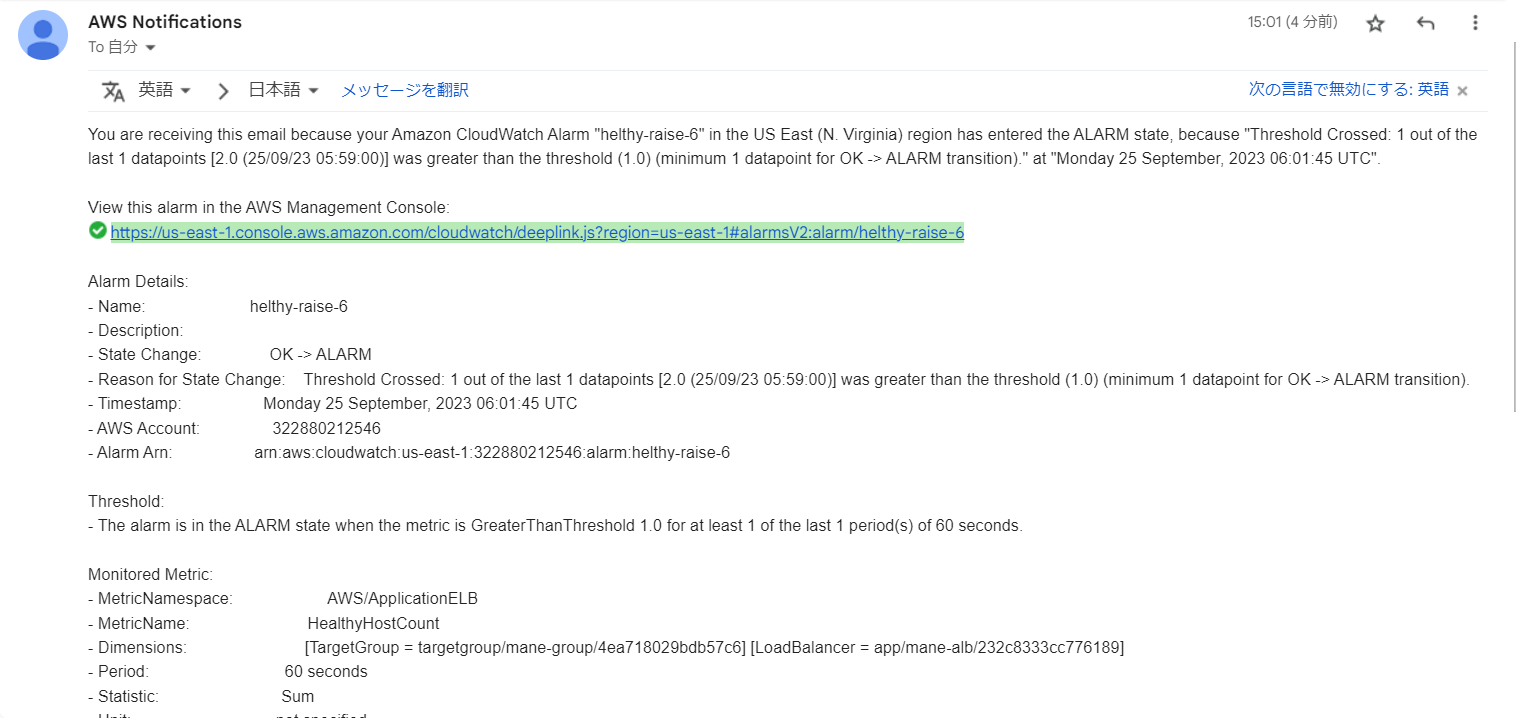 AWS Notifications
15:01 (4 分前)
To 自分
英語
日本語
メッセージを翻訳
次の言語で無効にする: 英語
You are receiving this email because your Amazon CloudWatch Alarm "helthy-raise-6" in the US East (N. Virginia) region has entered the ALARM state, because "Threshold Crossed: 1 out of the
last 1 datapoints [2.0 (25/09/23 05:59:00)] was greater than the threshold (1.0) (minimum 1 datapoint for OK -> ALARM transition)." at "Monday 25 September, 2023 06:01:45 UTC".
View this alarm in the AWS Management Console:
https://us-east-1.console.aws.amazon.com/cloudwatch/deeplink.js?region=us-east-1#alarmsV2:alarm/helthy-raise-6
Alarm Details:
- Name: helthy-raise-6
- Description:
- State Change: OK -> ALARM
- Reason for State Change: Threshold Crossed: 1 out of the last 1 datapoints [2.0 (25/09/23 05:59:00)] was greater than the threshold (1.0) (minimum 1 datapoint for OK -> ALARM transition).
- Timestamp: Monday 25 September, 2023 06:01:45 UTC
- AWS Account: 322880212546
- Alarm Arn: arn:aws:cloudwatch:us-east-1:322880212546:alarm:helthy-raise-6
Threshold:
- The alarm is in the ALARM state when the metric is GreaterThanThreshold 1.0 for at least 1 of the last 1 period(s) of 60 seconds.
Monitored Metric:
- MetricNamespace: AWS/ApplicationELB
- MetricName: HealthyHostCount
- Dimensions: [TargetGroup = targetgroup/mane-group/4ea718029bdb57c6] [LoadBalancer = app/mane-alb/232c8333cc776189]
- Period: 60 seconds
- Statistic: Sum
- Unit: not specified